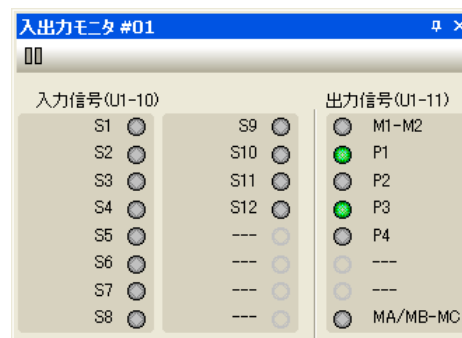 入出力モニタ #01
入力信号(U1-10)
出力信号(U1-11)
S1
S2
S3
S4
S5
S6
S7
S8
S9
S10
S11
S12
---
---
---
---
M1-M2
P1
P2
P3
P4
---
---
MA/MB-MC